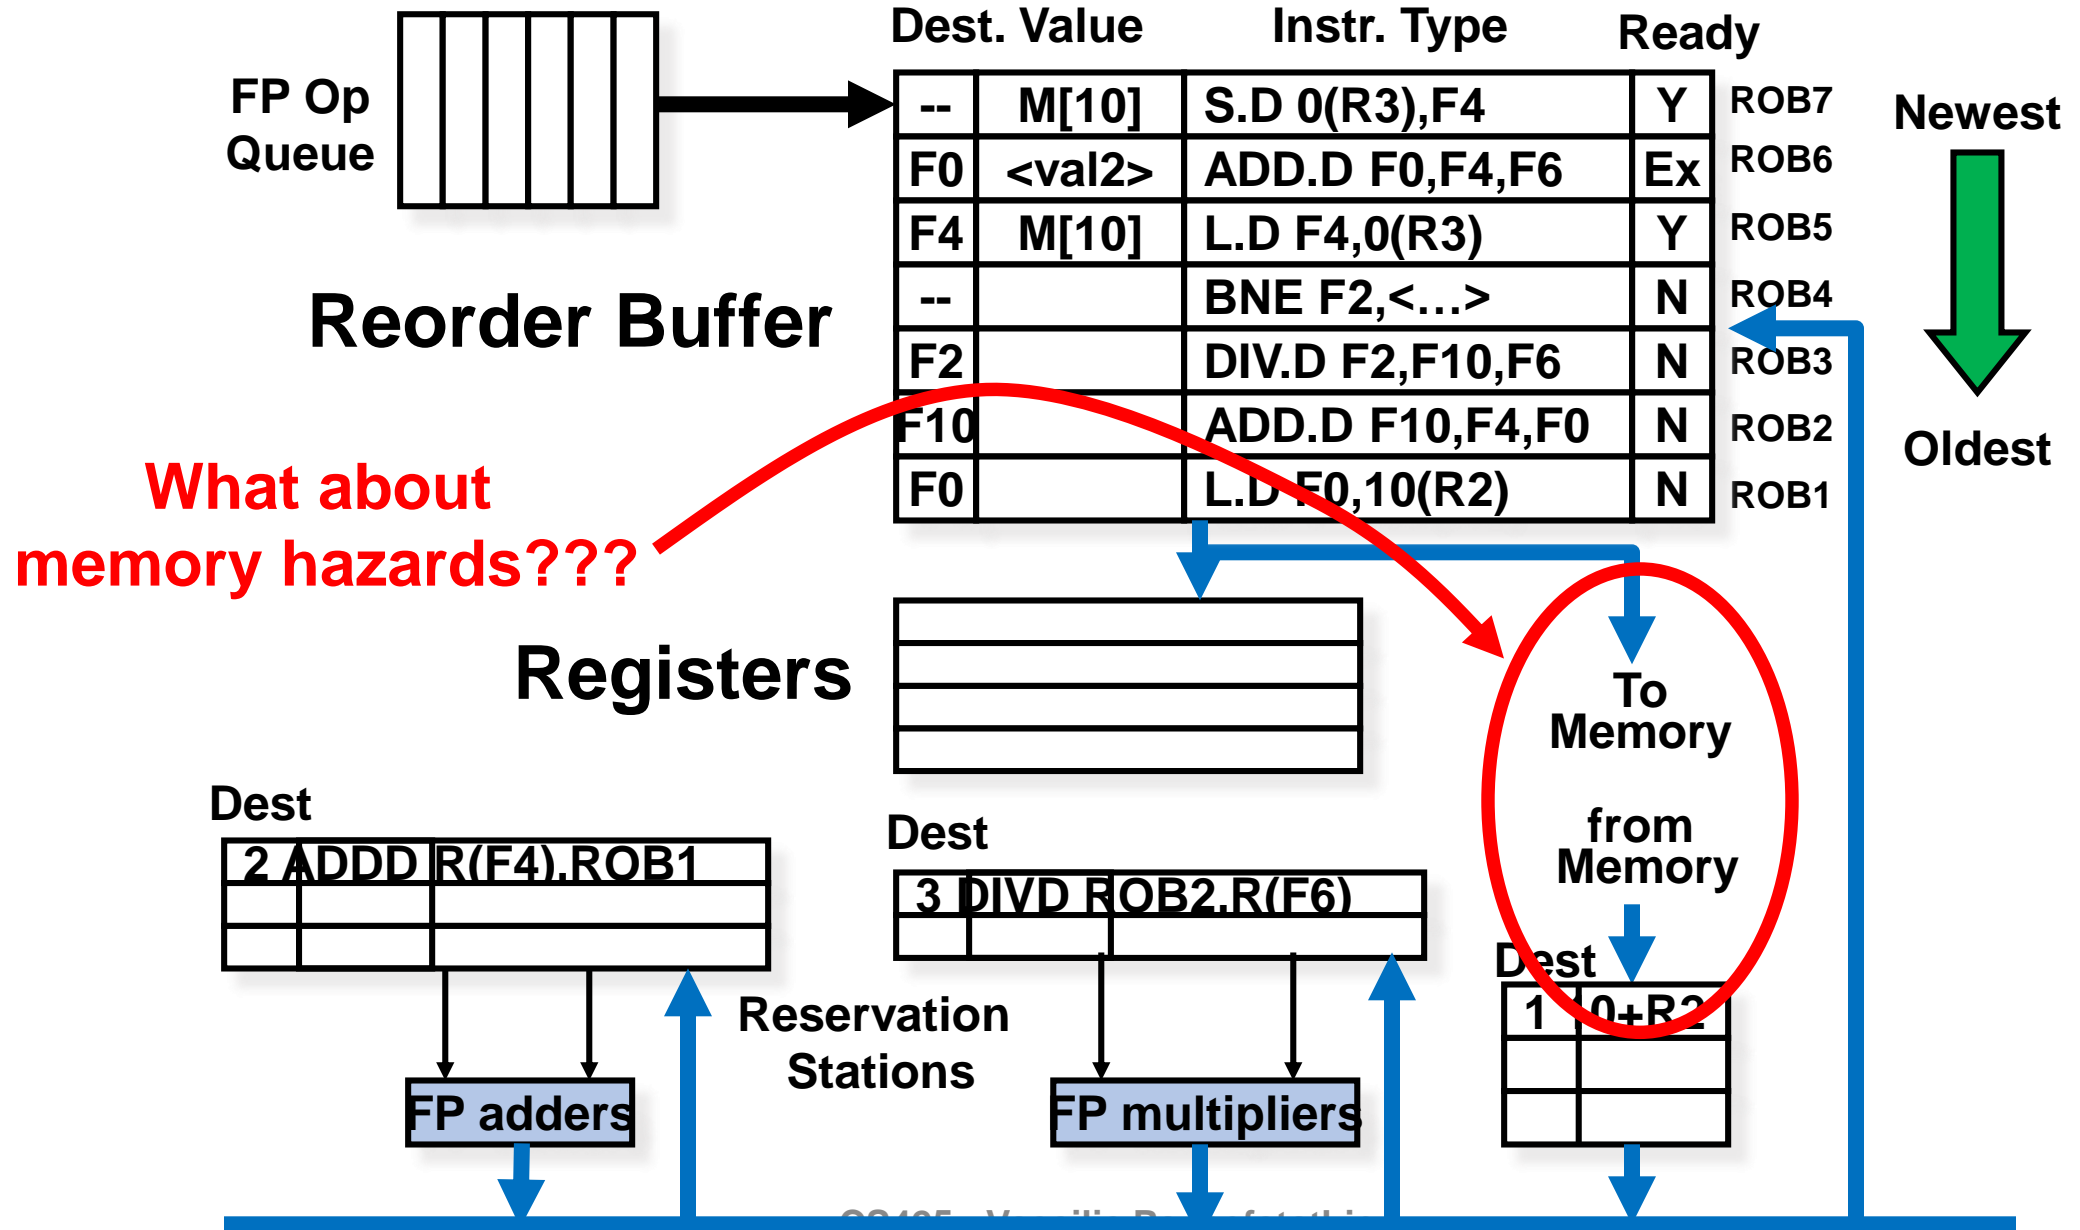 Dest. Value Instr. Type Ready
FP Op
Queue
-- M[10] S.D 0(R3),F4 Y ROB7
F0 <val2> ADD.D F0,F4,F6 Ex ROB6
F4 M[10] L.D F4,0(R3) Y ROB5
-- BNE F2,<…> N ROB4
F2 DIV.D F2,F10,F6 N ROB3
F10 ADD.D F10,F4,F0 N ROB2
F0 L.D F0,10(R2) N ROB1
Newest
Oldest
Reorder Buffer
What about
memory hazards???
Registers
To
Memory
from
Memory
Dest
2 ADDD R(F4),ROB1
Dest
3 DIVD ROB2,R(F6)
Dest
1 10+R2
Reservation
Stations
FP adders
FP multipliers